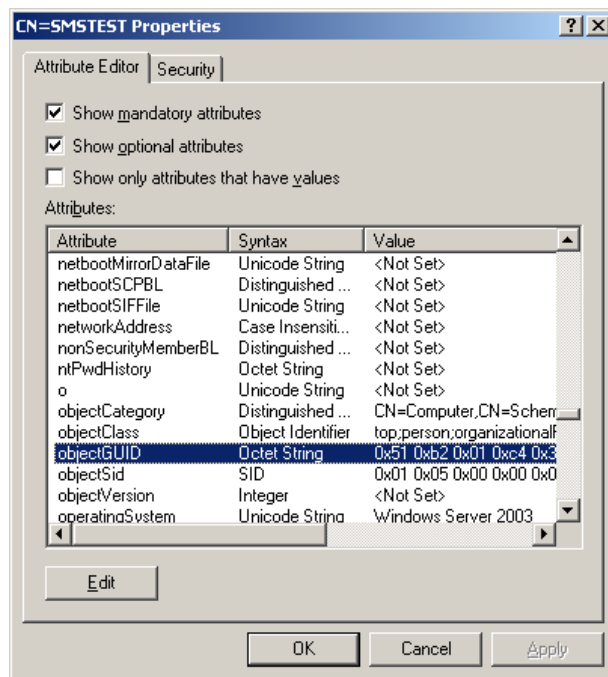 CN=SMSTEST Properties
Attribute Editor Security
Show mandatory attributes
Show optional attributes
Show only attributes that have values
Attributes:
Attribute Syntax Value
netbootMirrorDataFile Unicode String <Not Set>
netbootSCPBL Distinguished ... <Not Set>
netbootSIFFile Unicode String <Not Set>
networkAddress Case Insensiti... <Not Set>
nonSecurityMemberBL Distinguished ... <Not Set>
ntPwdHistory Octet String <Not Set>
o Unicode String <Not Set>
objectCategory Distinguished ... CN=Computer,CN=Schem
objectClass Object Identifier top;person;organizationalF
objectGUID Octet String 0x51 0xb2 0x01 0xc4 0x3
objectSid SID 0x01 0x05 0x00 0x00 0x0
objectVersion Integer <Not Set>
operatingSystem Unicode String Windows Server 2003
Edit
OK Cancel Apply